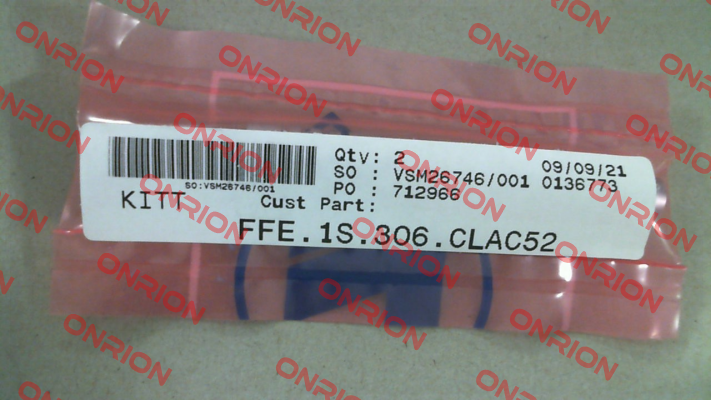 Qty: 2 09/09/21
SO : VSM26746/001 0136773
SO:VSM26746/001
PO : 712966
KITT Cust Part:
FFE.1S.306.CLAC52
ONRION